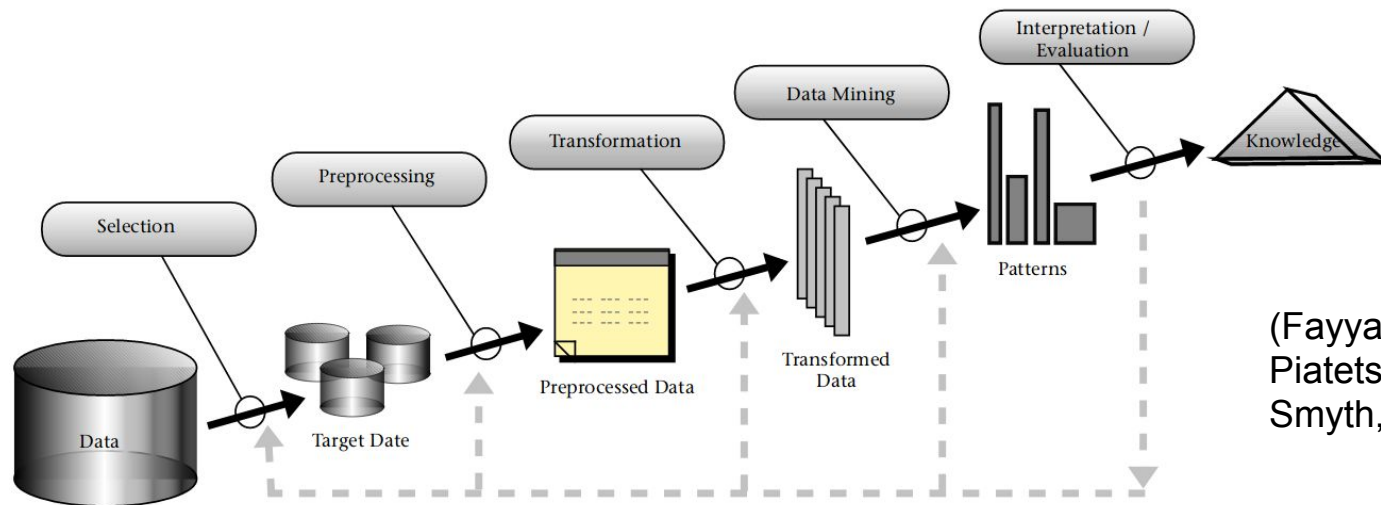 Interpretation /
Evaluation
Data Mining
Transformation
Preprocessing
Selection
Knowledge
Patterns
Transformed
Data
Preprocessed Data
Target Date
Data
(Fayya
Piatets
Smyth,